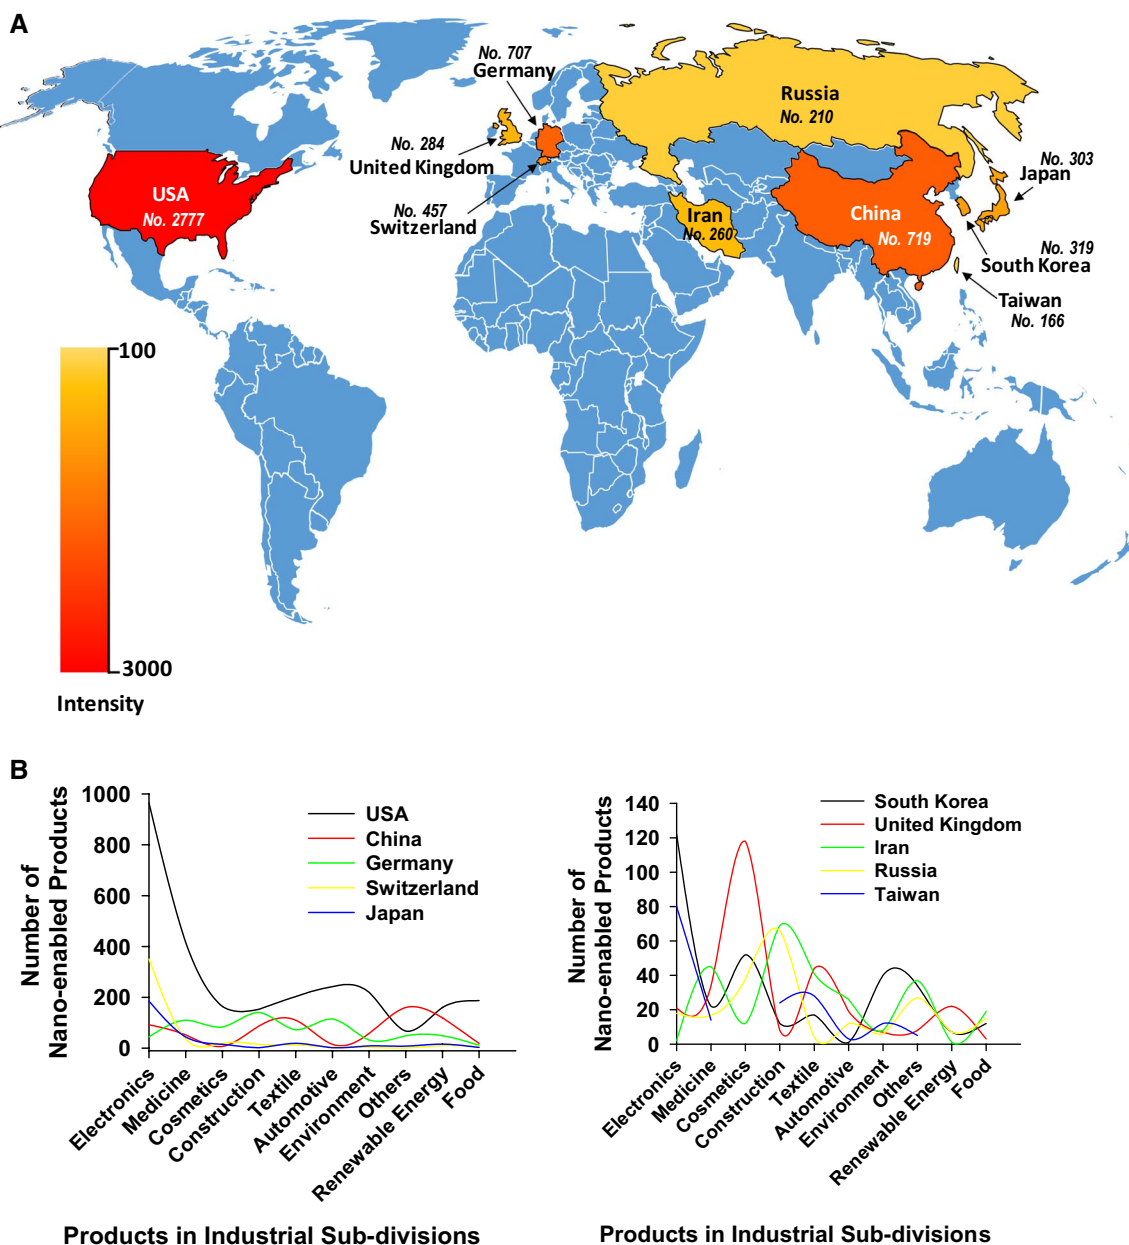 A
No. 707
Germany
Russia
No. 210
No. 284
United Kingdom
No. 303
Japan
USA
No. 2777
No. 457
Switzerland
Iran
No. 260
China
No. 719
No. 319
South Korea
Taiwan
No. 166
100
3000
Intensity
B
Number of
Nano-enabled Products
1000
800
600
400
200
0
USA
China
Germany
Switzerland
Japan
Electronics
Medicine
Cosmetics
Construction
Textile
Automotive
Environment
Others
Renewable Energy
Food
Products in Industrial Sub-divisions
Number of
Nano-enabled Products
140
120
100
80
60
40
20
0
South Korea
United Kingdom
Iran
Russia
Taiwan
Electronics
Medicine
Cosmetics
Construction
Textile
Automotive
Environment
Others
Renewable Energy
Food
Products in Industrial Sub-divisions